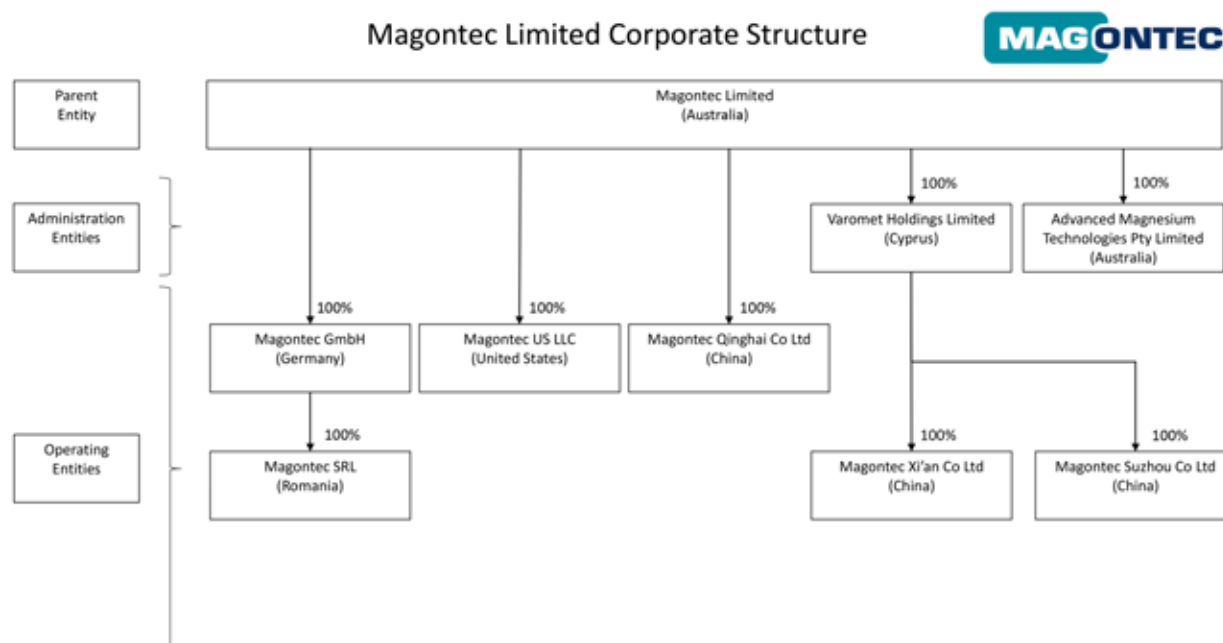 Magontec Limited Corporate Structure
MAGONTEC
Parent
Entity
Magontec Limited
(Australia)
100%
100%
Administration
Entities
Varomet Holdings Limited
(Cyprus)
Advanced Magnesium
Technologies Pty Limited
(Australia)
100%
100%
100%
Magontec GmbH
(Germany)
Magontec US LLC
(United States)
Magontec Qinghai Co Ltd
(China)
100%
100%
100%
Operating
Entities
Magontec SRL
(Romania)
Magontec Xi'an Co Ltd
(China)
Magontec Suzhou Co Ltd
(China)